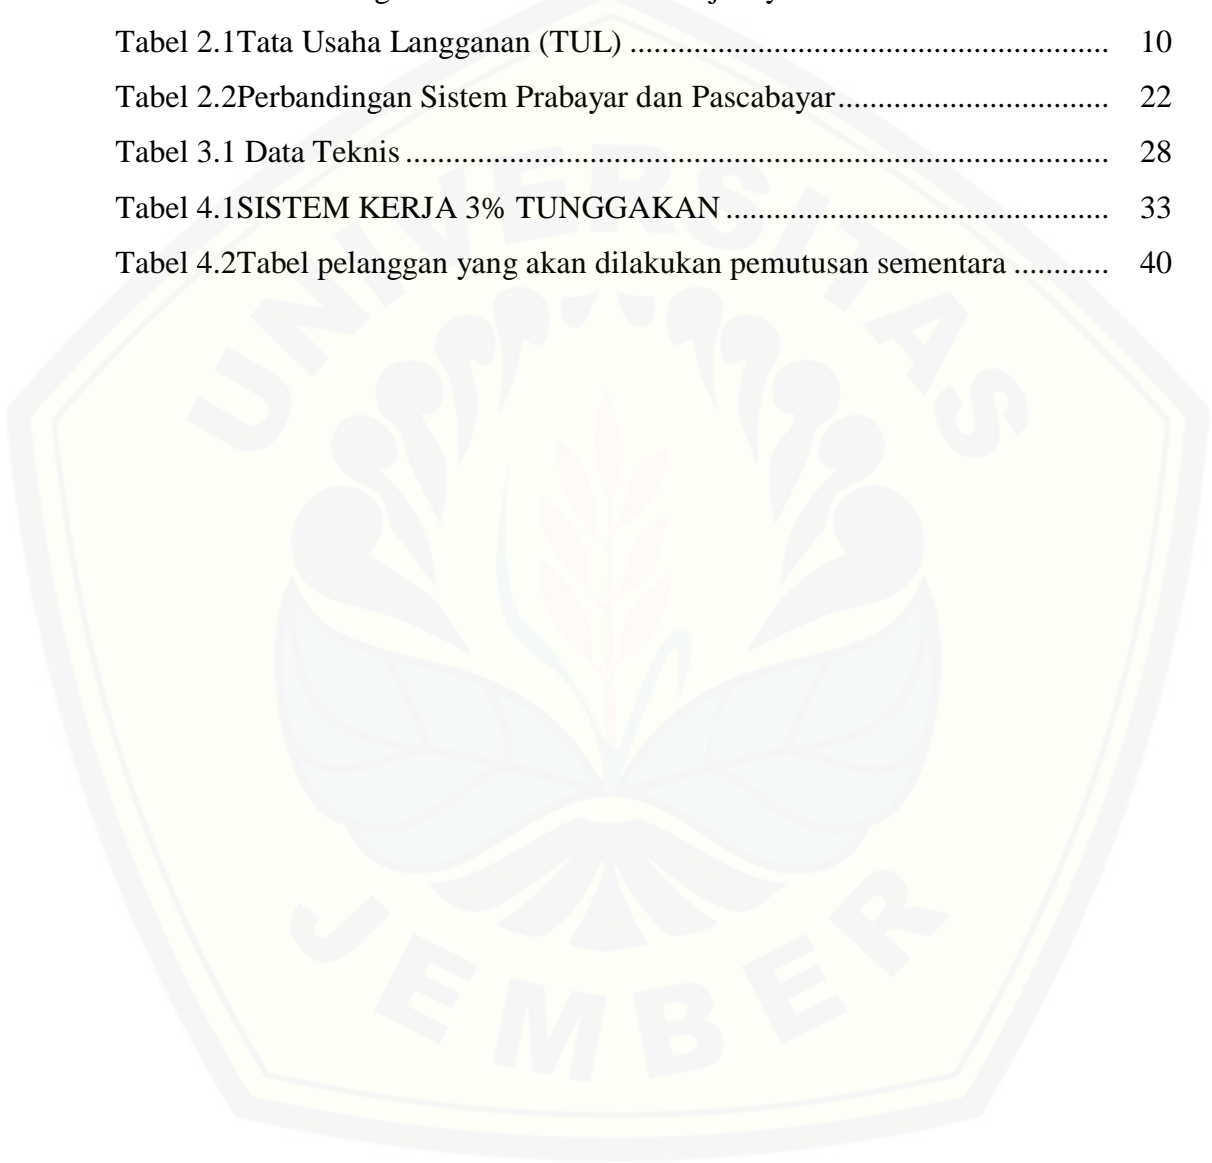 Tabel 2.1Tata Usaha Langganan (TUL) ............................................................ 10
Tabel 2.2Perbandingan Sistem Prabayar dan Pascabayar.................................. 22
Tabel 3.1 Data Teknis ........................................................................................ 28
Tabel 4.1SISTEM KERJA 3% TUNGGAKAN ................................................ 33
Tabel 4.2Tabel pelanggan yang akan dilakukan pemutusan sementara ............ 40
UNIVERSITAS
JEMBER